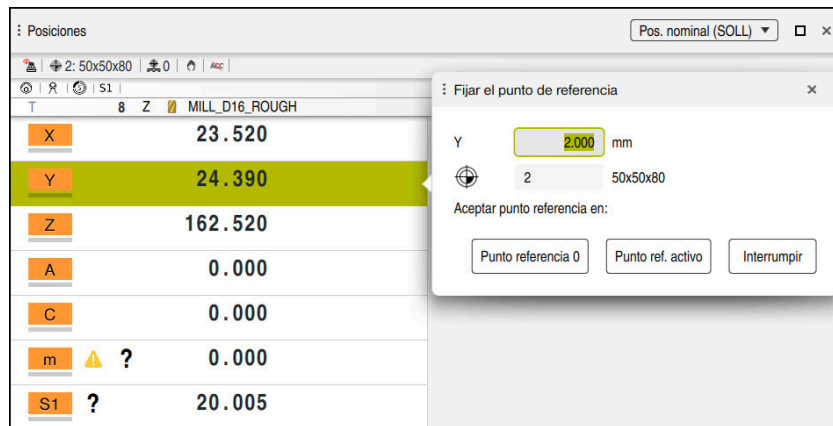 Posiciones
Pos. nominal (SOLL)
2: 50x50x80 0 Acc
S1
T 8 Z MILL_D16_ROUGH
X 23.520
Y 24.390
Z 162.520
A 0.000
C 0.000
m ? 0.000
S1 ? 20.005
Fijar el punto de referencia
Y 2.000 mm
2 50x50x80
Aceptar punto referencia en:
Punto referencia 0 Punto ref. activo Interrumpir